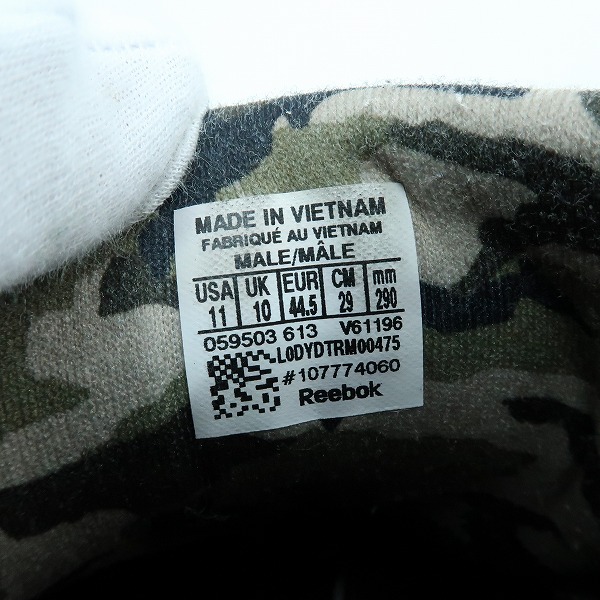 MADE IN VIETNAM
FABRIQUÉ AU VIETNAM
MALE/MÂLE
USA UK EUR CM mm
11 10 44.5 29 290
059503 613 V61196
L0DYDTRM00475
#107774060
Reebok